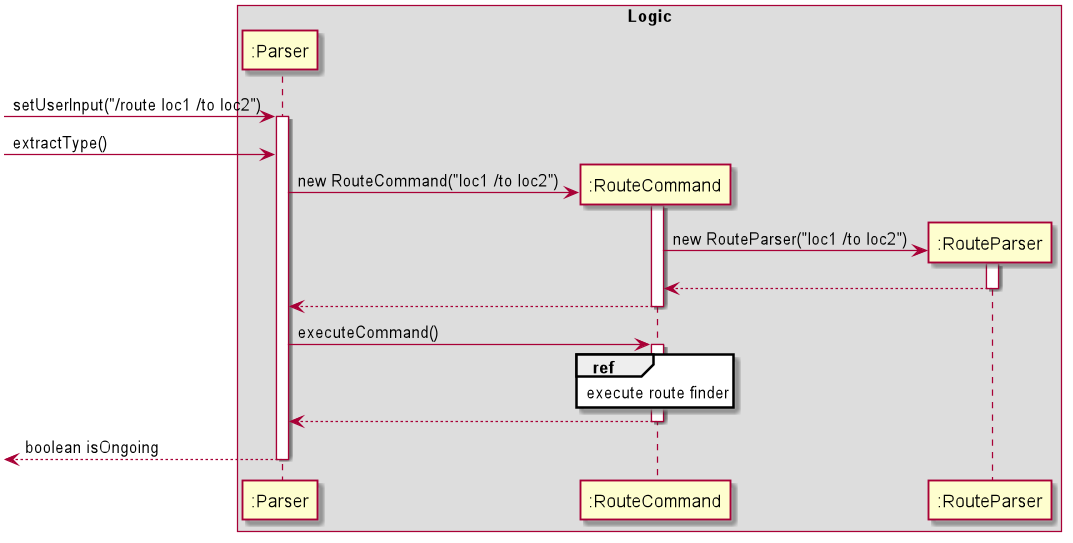 Logic
:Parser
setUserInput("/route loc1 /to loc2")
extractType()
new RouteCommand("loc1 /to loc2")
:RouteCommand
new RouteParser("loc1 /to loc2")
:RouteParser
executeCommand()
ref
execute route finder
boolean isOngoing
:Parser
:RouteCommand
:RouteParser